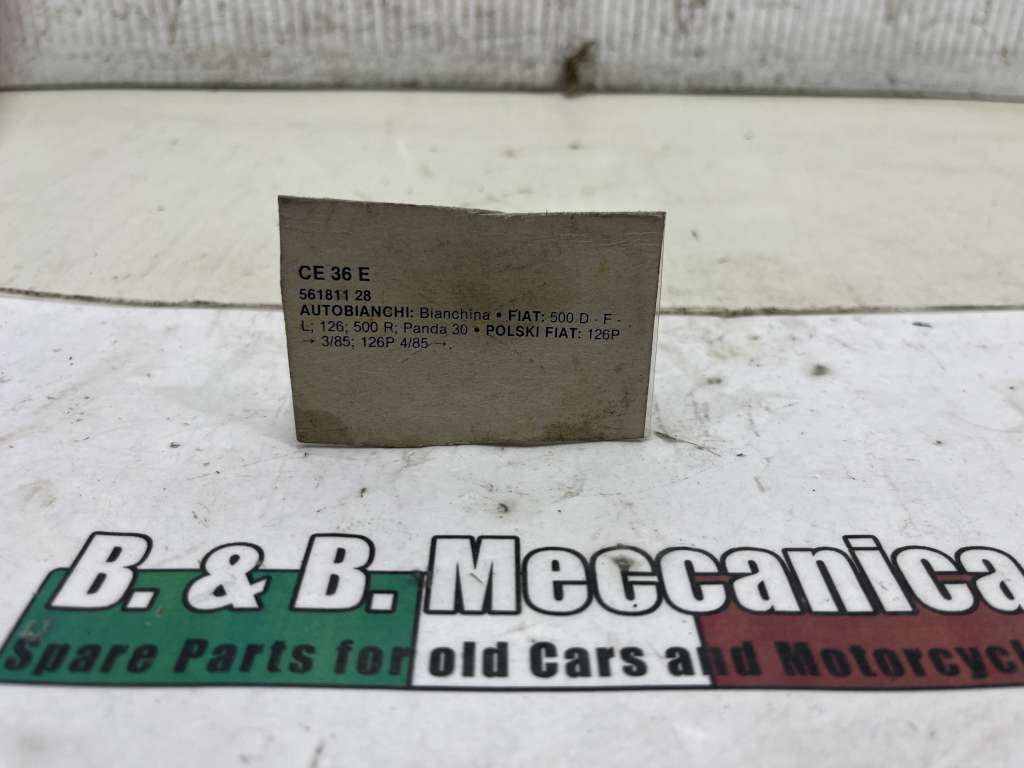 CE 36 E
561811 28
AUTOBIANCHI: Bianchina • FIAT: 500 D - F -
L; 126; 500 R; Panda 30 • POLSKI FIAT: 126P
→ 3/85; 126P 4/85 →.
B. & B. Meccanica
Spare Parts for old Cars and Motorcycl